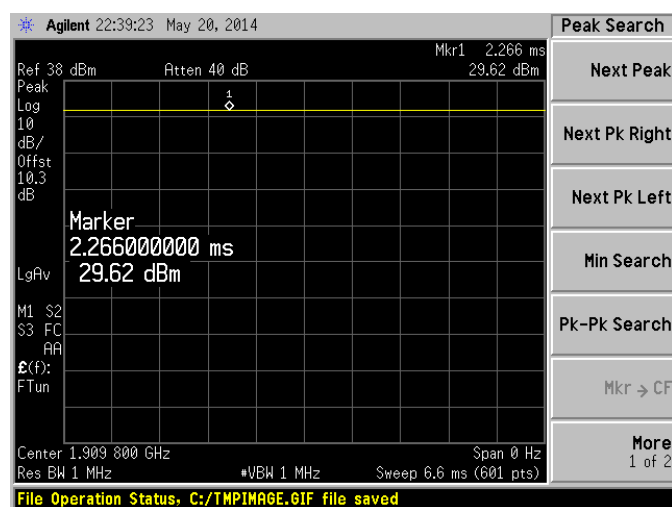 Agilent 22:39:23 May 20, 2014
Peak Search
Mkr1 2.266 ms
Ref 38 dBm Atten 40 dB 29.62 dBm
Peak
Log
10
dB/
Offst
10.3
dB
1
Marker
2.266000000 ms
29.62 dBm
LgAv
M1 S2
S3 FC
AA
£(f):
FTun
Center 1.909 800 GHz Span 0 Hz
Res BW 1 MHz #VBW 1 MHz Sweep 6.6 ms (601 pts)
File Operation Status, C:/TMPIMAGE.GIF file saved
Next Peak
Next Pk Right
Next Pk Left
Min Search
Pk-Pk Search
Mkr → CF
More
1 of 2